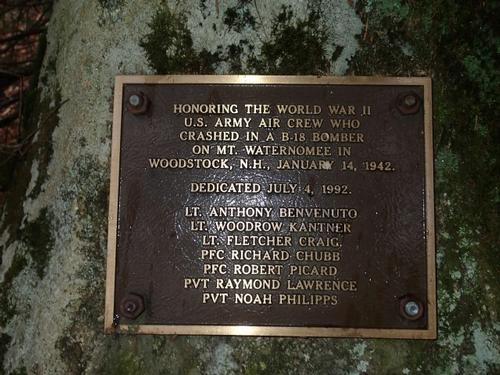 HONORING THE WORLD WAR II
U.S. ARMY AIR CREW WHO
CRASHED IN A B-18 BOMBER
ON MT. WATERNOMEE IN
WOODSTOCK, N.H., JANUARY 14, 1942.
DEDICATED JULY 4, 1992.
LT. ANTHONY BENVENUTO
LT. WOODROW KANTNER
LT. FLETCHER CRAIG.
PFC RICHARD CHUBB
PFC ROBERT PICARD
PVT RAYMOND LAWRENCE
PVT NOAH PHILIPPS